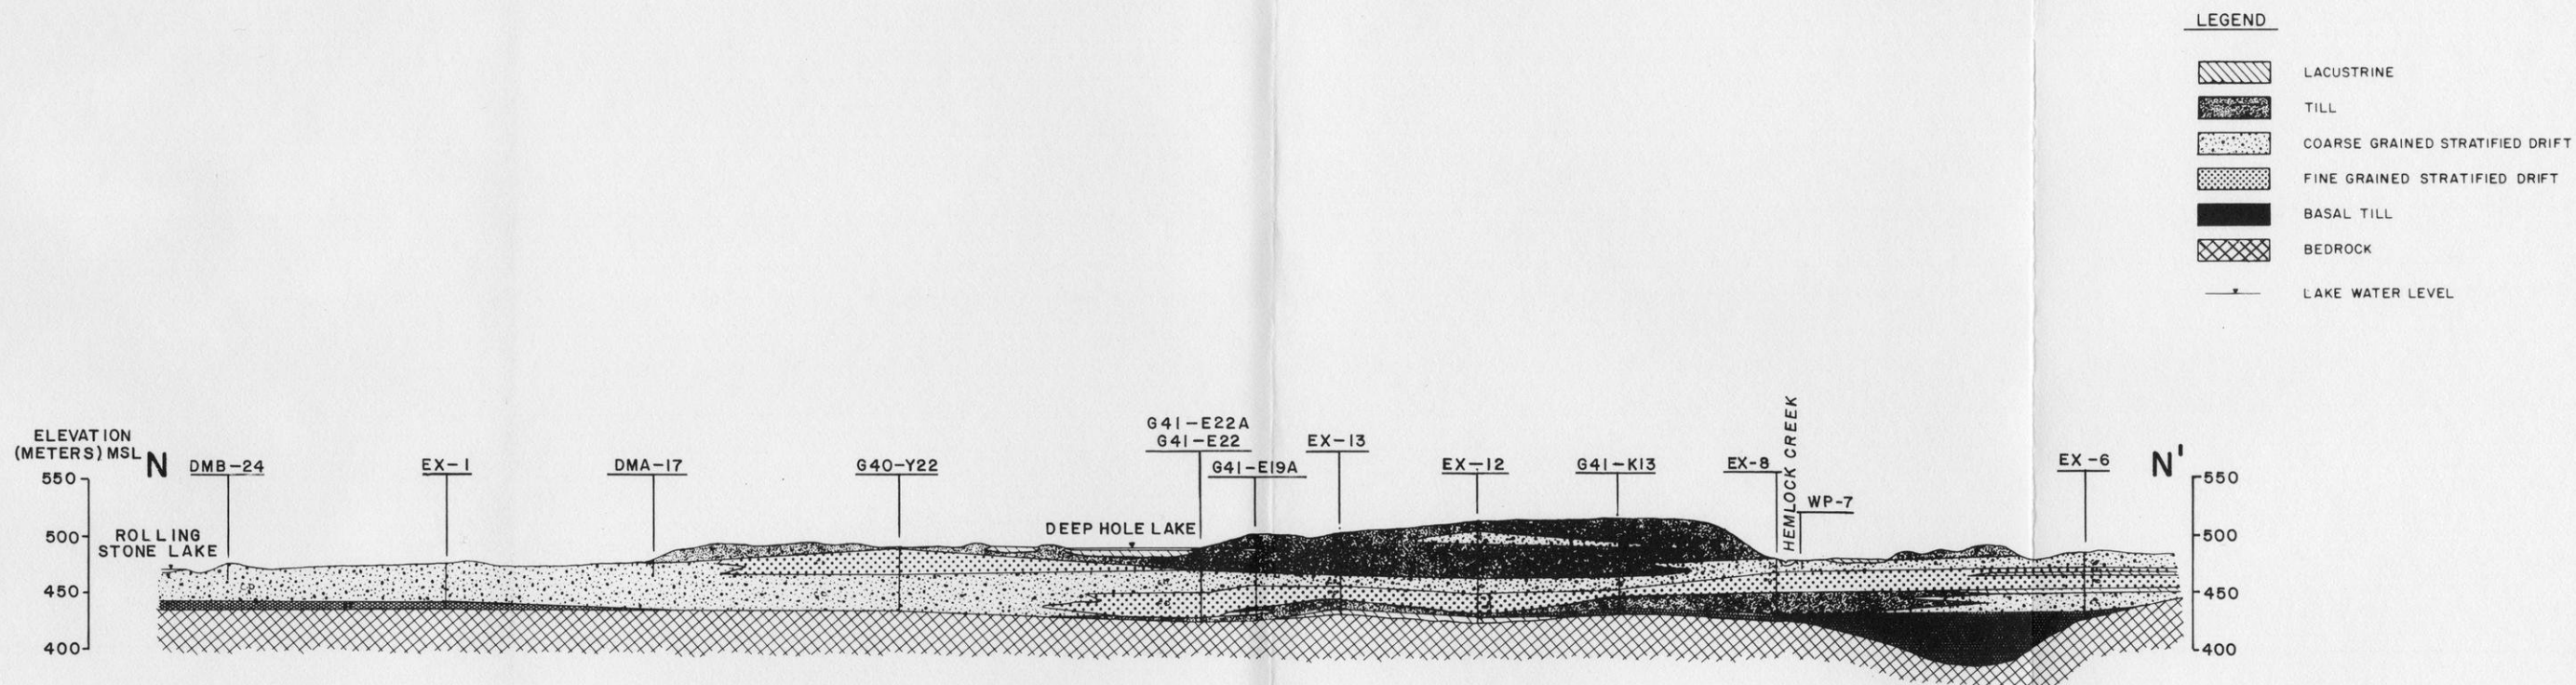 LEGEND
LACUSTRINE
TILL
COARSE GRAINED STRATIFIED DRIFT
FINE GRAINED STRATIFIED DRIFT
BASAL TILL
BEDROCK
LAKE WATER LEVEL
ELEVATION
(METERS) MSL
N
DMB-24
EX-1
DMA-17
G40-Y22
G41-E22A
G41-E22
G41-E19A
EX-13
EX-12
G41-K13
EX-8
HEMLOCK CREEK
WP-7
EX-6
N'
550
550
ROLLING
STONE LAKE
DEEP HOLE LAKE
500
500
450
450
400
400